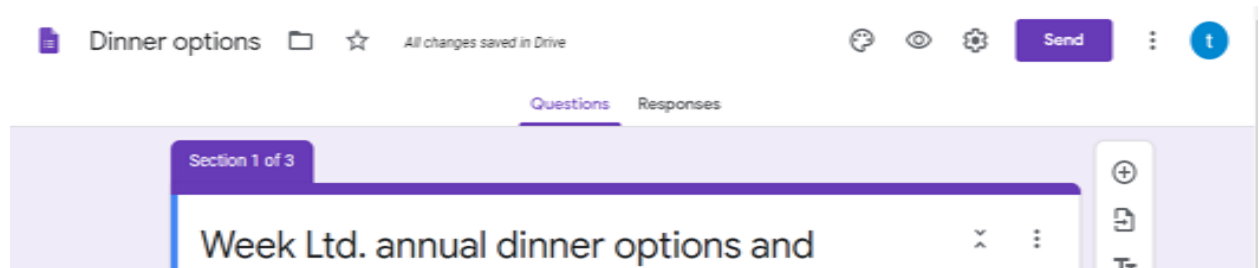 Dinner options All changes saved in Drive Send t
Questions Responses
Section 1 of 3
Week Ltd. annual dinner options and